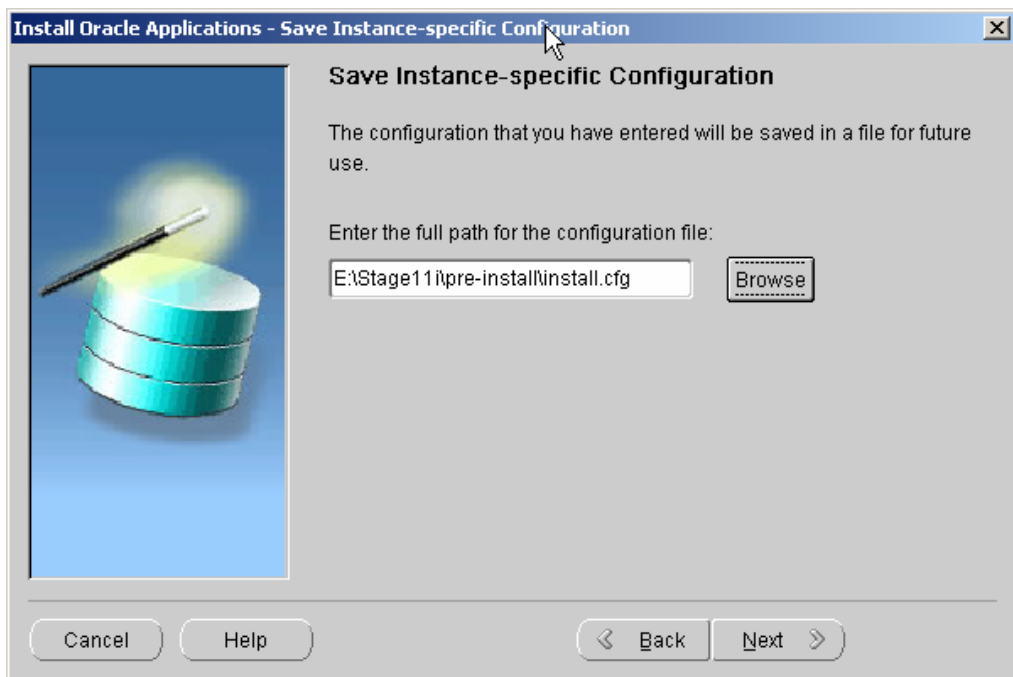 Install Oracle Applications - Save Instance-specific Configuration
Save Instance-specific Configuration
The configuration that you have entered will be saved in a file for future
use.
Enter the full path for the configuration file:
E:\Stage11i\pre-install\install.cfg
Browse
Cancel
Help
Back
Next